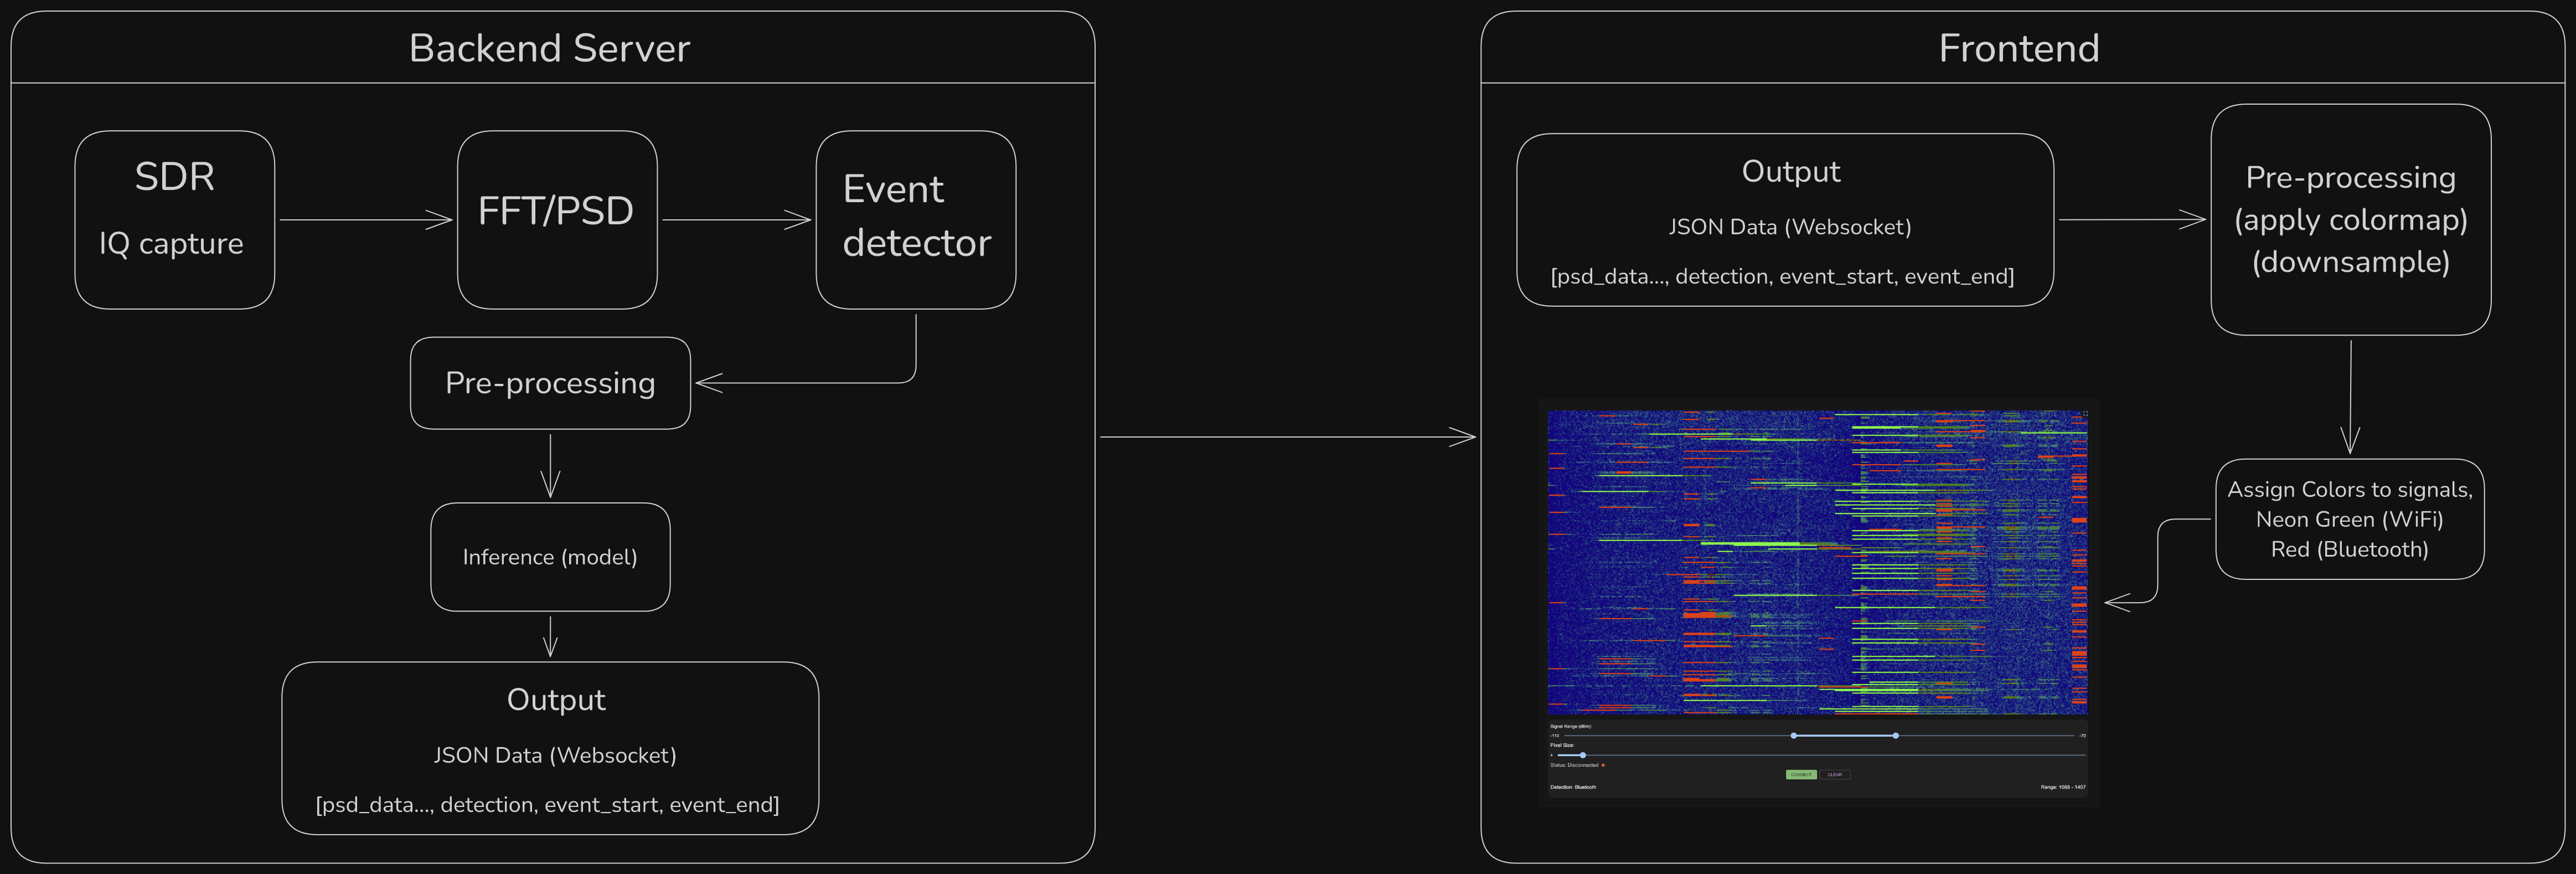 Backend Server
SDR
IQ capture
FFT/PSD
Event
detector
Pre-processing
Inference (model)
Output
JSON Data (Websocket)
[psd_data..., detection, event_start, event_end]
Frontend
Output
JSON Data (Websocket)
[psd_data..., detection, event_start, event_end]
Pre-processing
(apply colormap)
(downsample)
Assign Colors to signals,
Neon Green (WiFi)
Red (Bluetooth)
Signal Range (dBm):
-110
-70
Pixel Size:
4
Status: Disconnected
CONNECT
CLEAR
Detection: Bluetooth
Range: 1088 - 1407